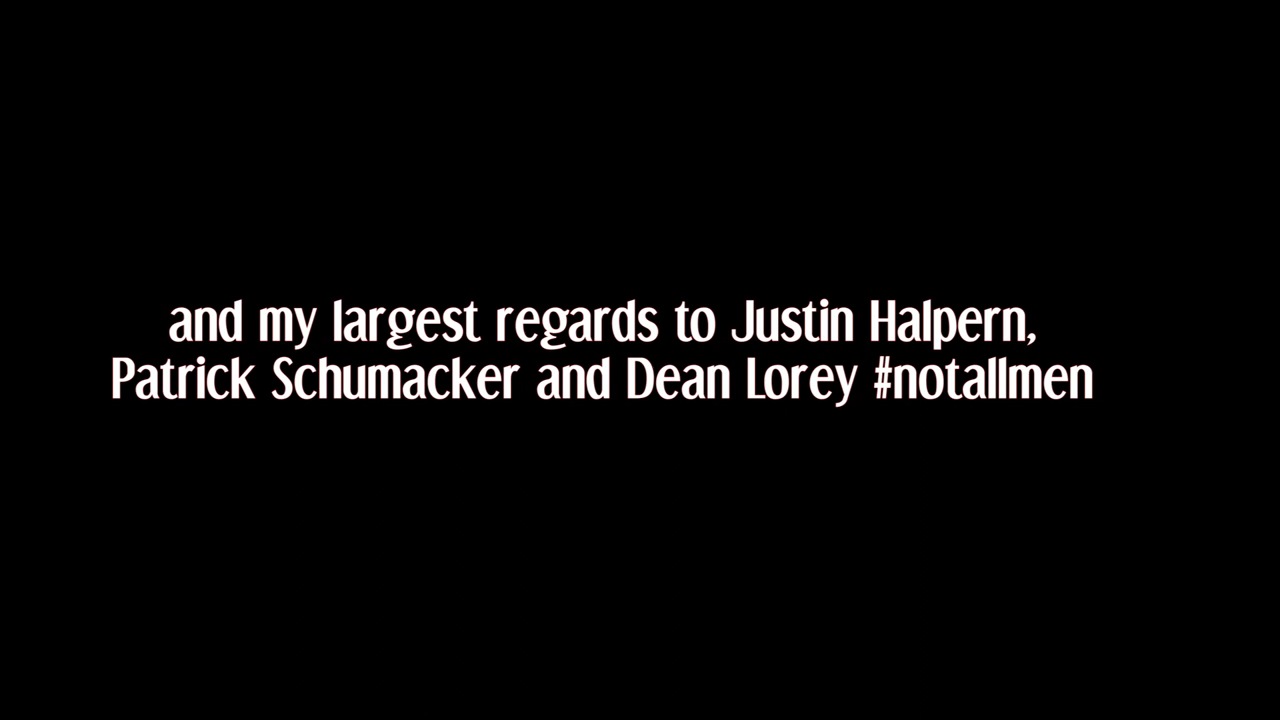 and my largest regards to Justin Halpern,
Patrick Schumacker and Dean Lorey #notallmen